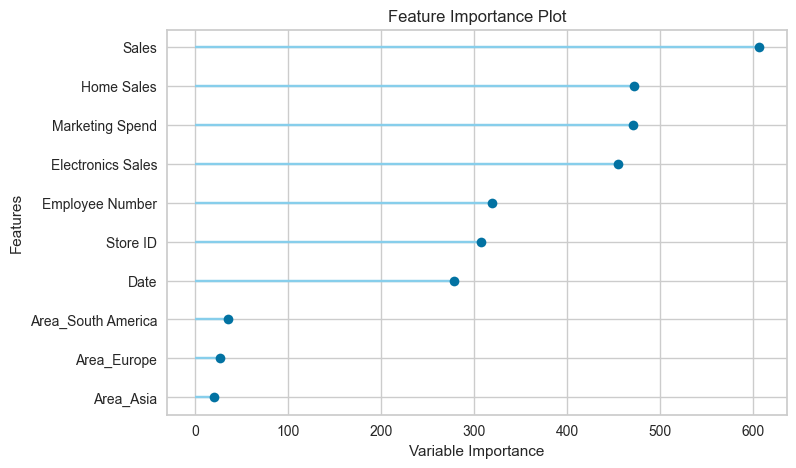 Feature Importance Plot
Features
Sales
Home Sales
Marketing Spend
Electronics Sales
Employee Number
Store ID
Date
Area_South America
Area_Europe
Area_Asia
0 100 200 300 400 500 600
Variable Importance